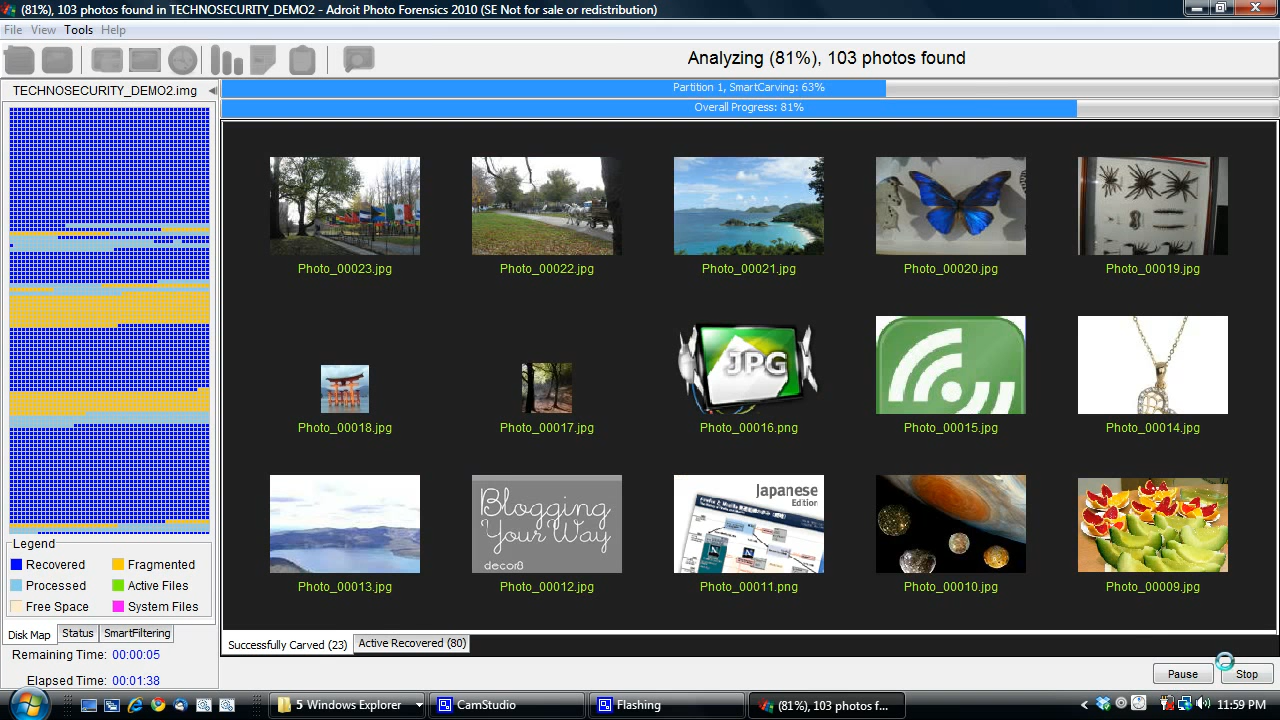 (81%), 103 photos found in TECHNOSECURITY_DEMO2 - Adroit Photo Forensics 2010 (SE Not for sale or redistribution)
File View Tools Help
Analyzing (81%), 103 photos found
TECHNOSECURITY_DEMO2.img
Partition 1, SmartCarving: 63%
Overall Progress: 81%
Photo_00023.jpg Photo_00022.jpg Photo_00021.jpg Photo_00020.jpg Photo_00019.jpg
JPG
Photo_00018.jpg Photo_00017.jpg Photo_00016.png Photo_00015.jpg Photo_00014.jpg
Blogging
Your Way
decor8
Japanese
Edition
Photo_00013.jpg Photo_00012.jpg Photo_00011.png Photo_00010.jpg Photo_00009.jpg
Legend
Recovered Fragmented
Processed Active Files
Free Space System Files
Disk Map Status SmartFiltering
Successfully Carved (23) Active Recovered (80)
Remaining Time: 00:00:05
Elapsed Time: 00:01:38
Pause Stop
5 Windows Explorer CamStudio Flashing (81%), 103 photos f... 11:59 PM